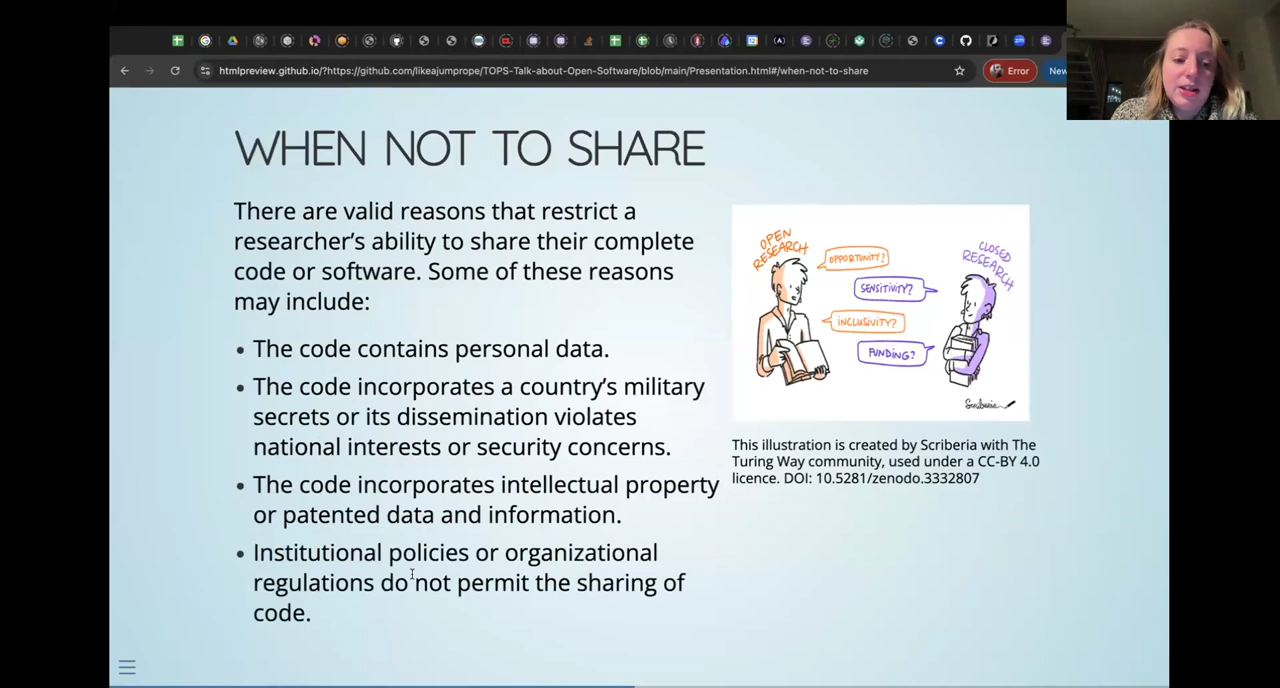 htmlpreview.github.io/?https://github.com/likeajumprope/TOPS-Talk-about-Open-Software/blob/main/Presentation.html#/when-not-to-share
Error
New
WHEN NOT TO SHARE
There are valid reasons that restrict a
researcher’s ability to share their complete
code or software. Some of these reasons
may include:
• The code contains personal data.
• The code incorporates a country’s military
secrets or its dissemination violates
national interests or security concerns.
• The code incorporates intellectual property
or patented data and information.
• Institutional policies or organizational
regulations do not permit the sharing of
code.
OPEN
RESEARCH
OPPORTUNITY?
CLOSED
RESEARCH
SENSITIVITY?
INCLUSIVITY?
FUNDING?
Scriberia
This illustration is created by Scriberia with The
Turing Way community, used under a CC-BY 4.0
licence. DOI: 10.5281/zenodo.3332807